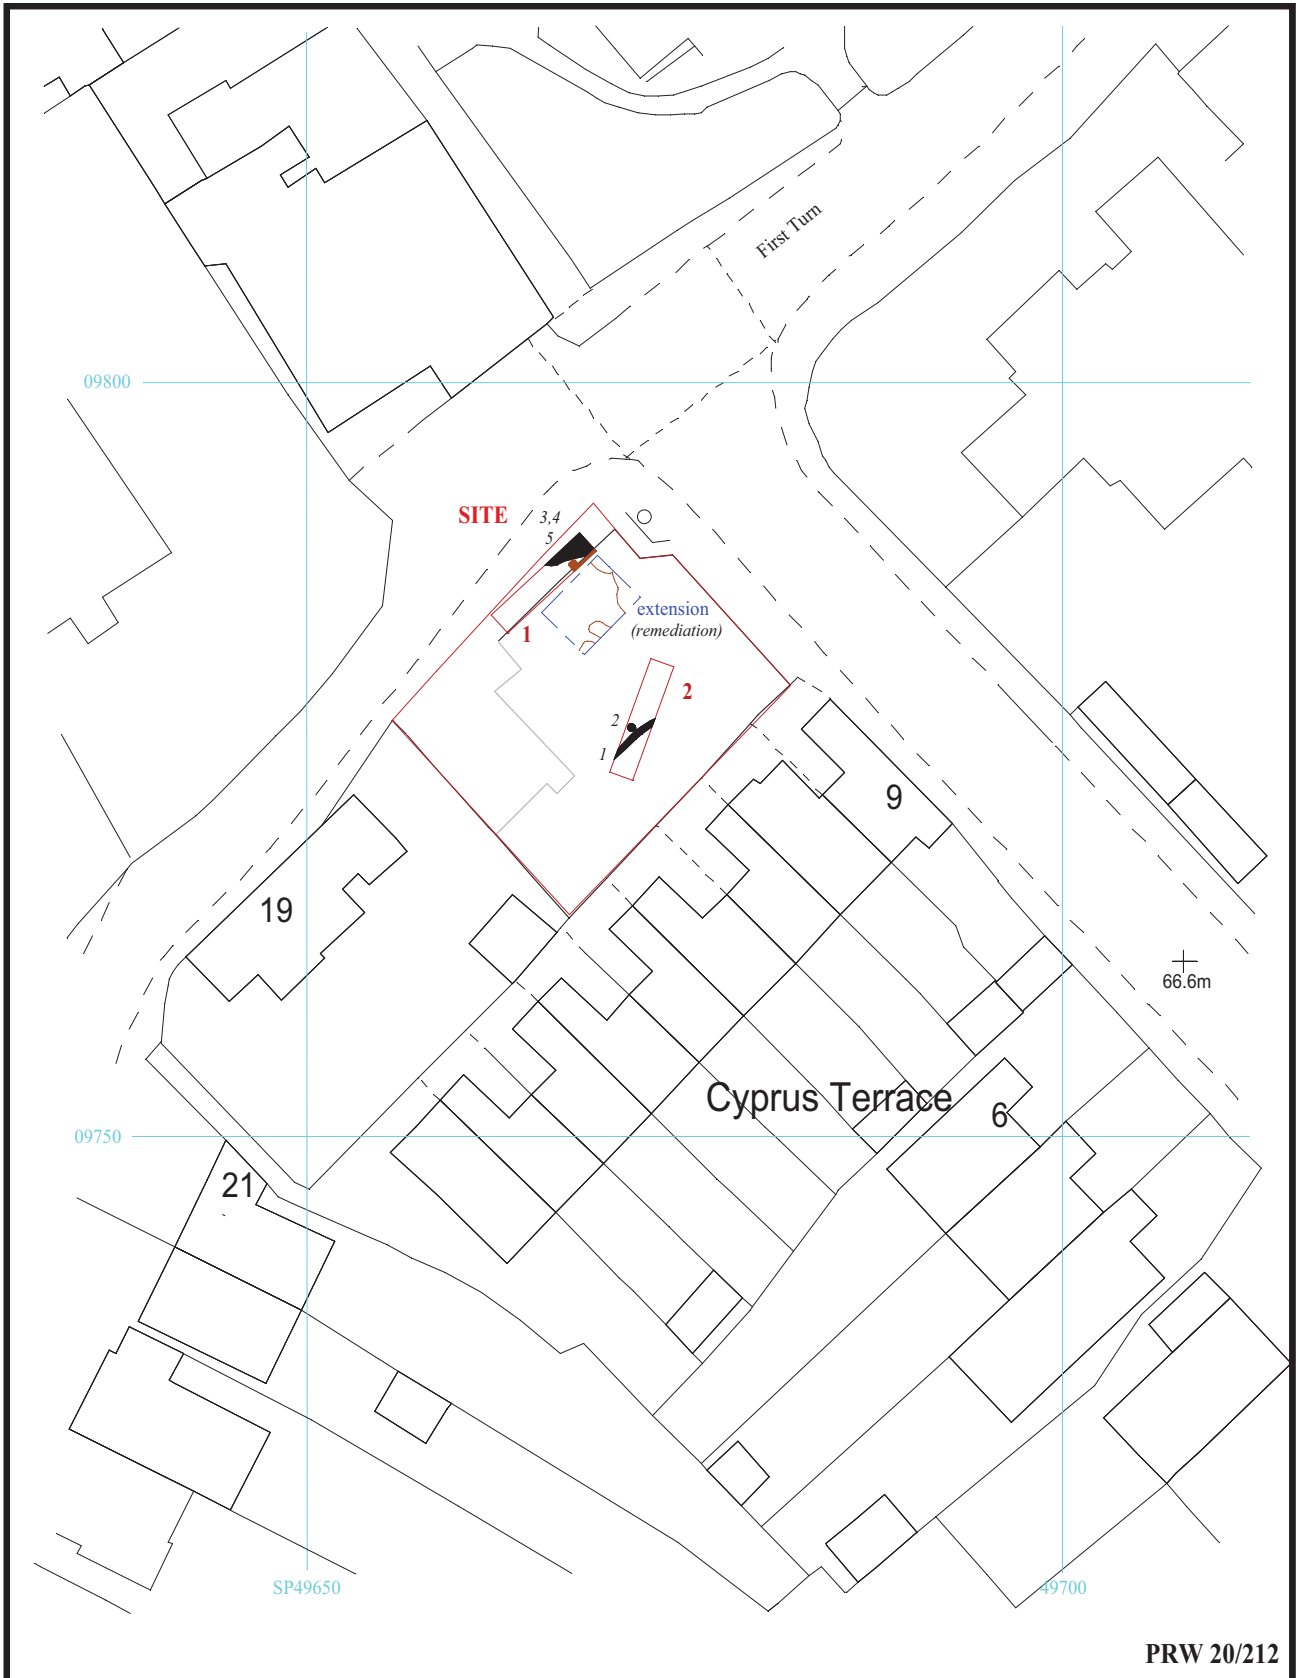 First Turn
09800
SITE
3,4
5
extension
(remediation)
1
2
2
1
9
19
66.6m
Cyprus Terrace
6
09750
21
SP49650
49700
PRW 20/212